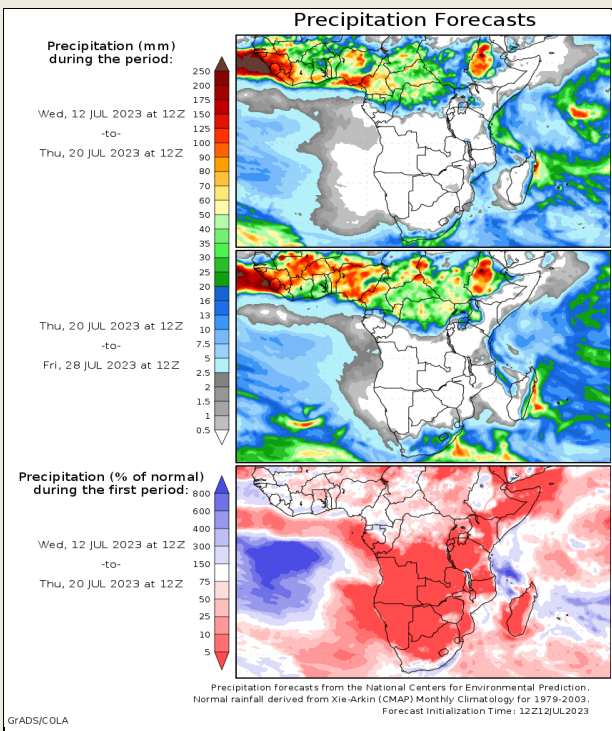 Precipitation Forecasts
Precipitation (mm)
during the period:
250
200
175
150
125
100
90
80
70
60
50
40
35
30
25
20
16
13
10
7.5
5
2.5
2
1.5
1
0.5
Wed, 12 JUL 2023 at 12Z
-to-
Thu, 20 JUL 2023 at 12Z
Thu, 20 JUL 2023 at 12Z
-to-
Fri, 28 JUL 2023 at 12Z
Precipitation (% of normal)
during the first period:
800
600
400
300
150
75
50
25
10
5
Wed, 12 JUL 2023 at 12Z
-to-
Thu, 20 JUL 2023 at 12Z
Precipitation forecasts from the National Centers for Environmental Prediction.
Normal rainfall derived from Xie-Arkin (CMAP) Monthly Climatology for 1979-2003.
Forecast Initialization Time: 12Z12JUL2023
GrADS/COLA